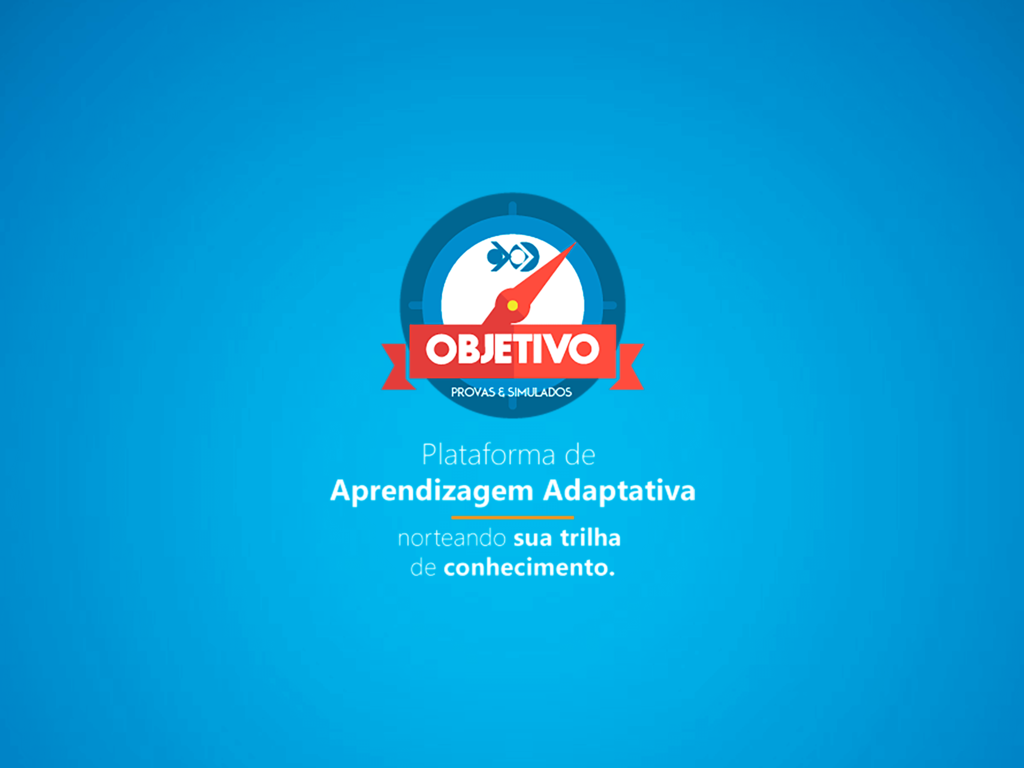 OBJETIVO
PROVAS & SIMULADOS
Plataforma de
Aprendizagem Adaptativa
norteando sua trilha
de conhecimento.